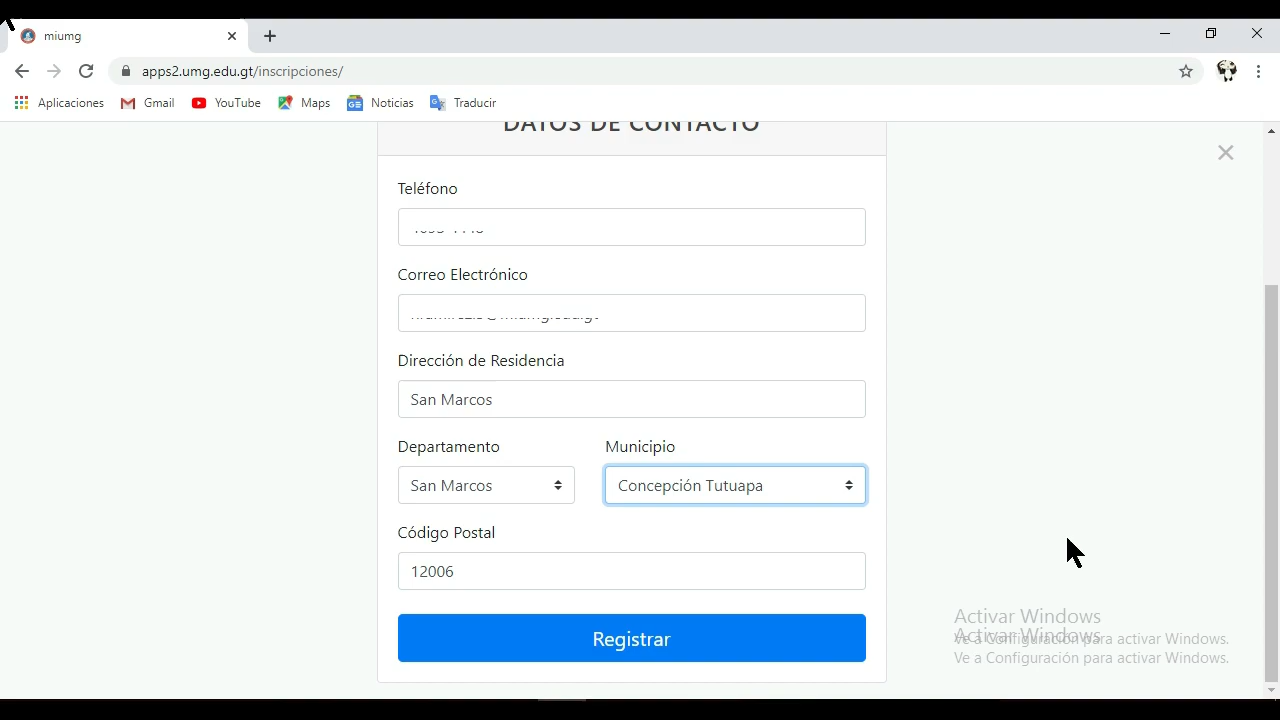 miumg
apps2.umg.edu.gt/inscripciones/
Aplicaciones Gmail YouTube Maps Noticias Traducir
DATOS DE CONTACTO
Teléfono
Correo Electrónico
Dirección de Residencia
San Marcos
Departamento Municipio
San Marcos Concepción Tutuapa
Código Postal
12006
Registrar
Activar Windows
Activar Windows
Ve a Configuración para activar Windows.
Ve a Configuración para activar Windows.